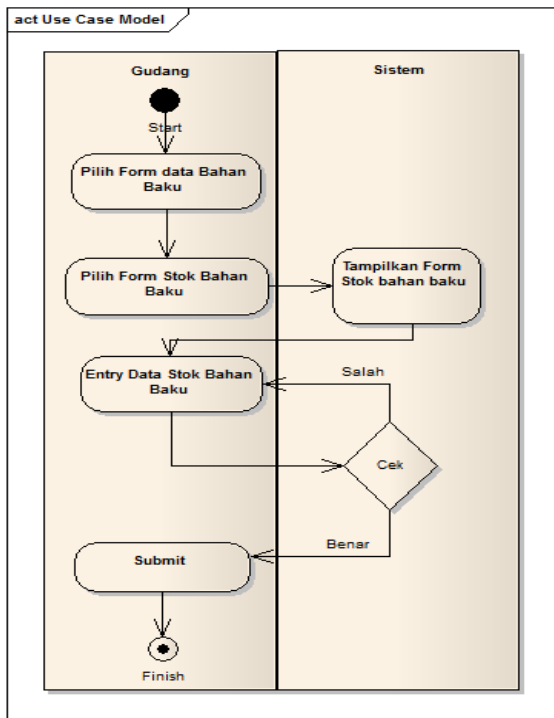 act Use Case Model
Gudang
Sistem
Start
Pilih Form data Bahan
Baku
Pilih Form Stok Bahan
Baku
Tampilkan Form
Stok bahan baku
Entry Data Stok Bahan
Baku
Salah
Cek
Benar
Submit
Finish